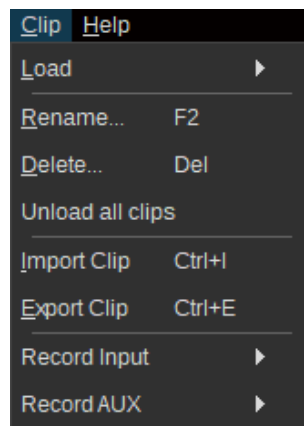 Clip Help
Load
Rename... F2
Delete... Del
Unload all clips
Import Clip Ctrl+I
Export Clip Ctrl+E
Record Input
Record AUX